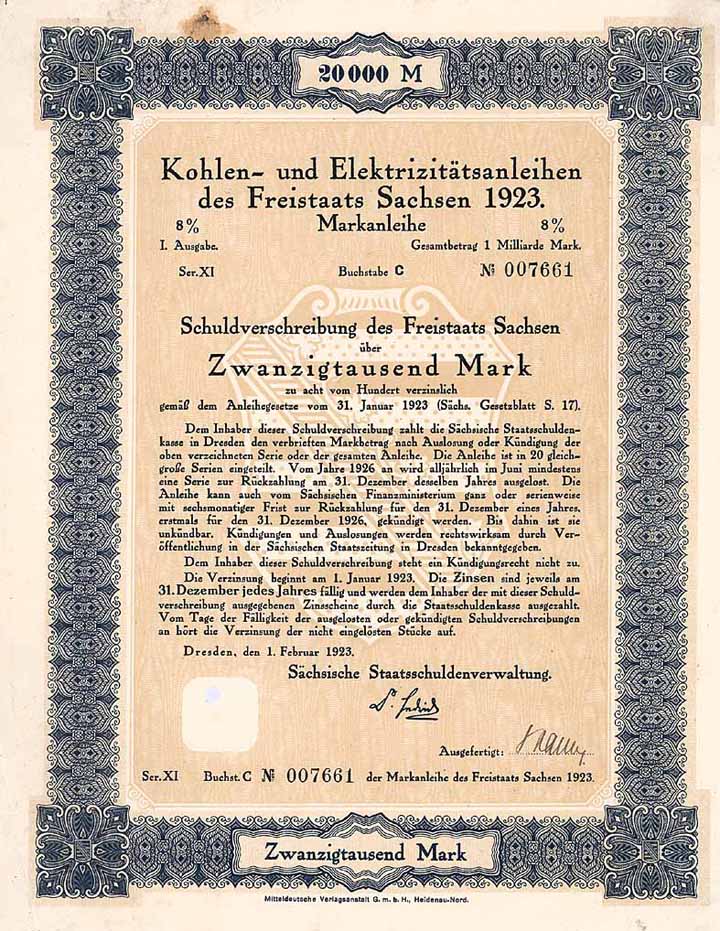 20 000 M
Kohlen- und Elektrizitätsanleihen
des Freistaats Sachsen 1923.
8% Markanleihe 8%
I. Ausgabe. Gesamtbetrag 1 Milliarde Mark.
Ser. XI Buchstabe C № 007661
Schuldverschreibung des Freistaats Sachsen
über
Zwanzigtausend Mark
zu acht vom Hundert verzinslich
gemäß dem Anleihegesetze vom 31. Januar 1923 (Sächs. Gesetzblatt S. 17).
Dem Inhaber dieser Schuldverschreibung zahlt die Sächsische Staatsschulden-
kasse in Dresden den verbrieften Markbetrag nach Auslosung oder Kündigung der
oben verzeichneten Serie oder der gesamten Anleihe. Die Anleihe ist in 20 gleich-
große Serien eingeteilt. Vom Jahre 1926 an wird alljährlich im Juni mindestens
eine Serie zur Rückzahlung am 31. Dezember desselben Jahres ausgelost. Die
Anleihe kann auch vom Sächsischen Finanzministerium ganz oder serienweise
mit sechsmonatiger Frist zur Rückzahlung für den 31. Dezember eines Jahres,
erstmals für den 31. Dezember 1926, gekündigt werden. Bis dahin ist sie
unkündbar. Kündigungen und Auslosungen werden rechtswirksam durch Ver-
öffentlichung in der Sächsischen Staatszeitung in Dresden bekanntgegeben.
Dem Inhaber dieser Schuldverschreibung steht ein Kündigungsrecht nicht zu.
Die Verzinsung beginnt am 1. Januar 1923. Die Zinsen sind jeweils am
31. Dezember jedes Jahres fällig und werden dem Inhaber der mit dieser Schuld-
verschreibung ausgegebenen Zinsscheine durch die Staatsschuldenkasse ausgezahlt.
Vom Tage der Fälligkeit der ausgelosten oder gekündigten Schuldverschreibungen
an hört die Verzinsung der nicht eingelösten Stücke auf.
Dresden, den 1. Februar 1923.
Sächsische Staatsschuldenverwaltung.
Ausgefertigt:
Ser. XI Buchst. C № 007661 der Markanleihe des Freistaats Sachsen 1923.
Zwanzigtausend Mark
Mitteldeutsche Verlagsanstalt G. m. b. H., Heidenau-Nord.